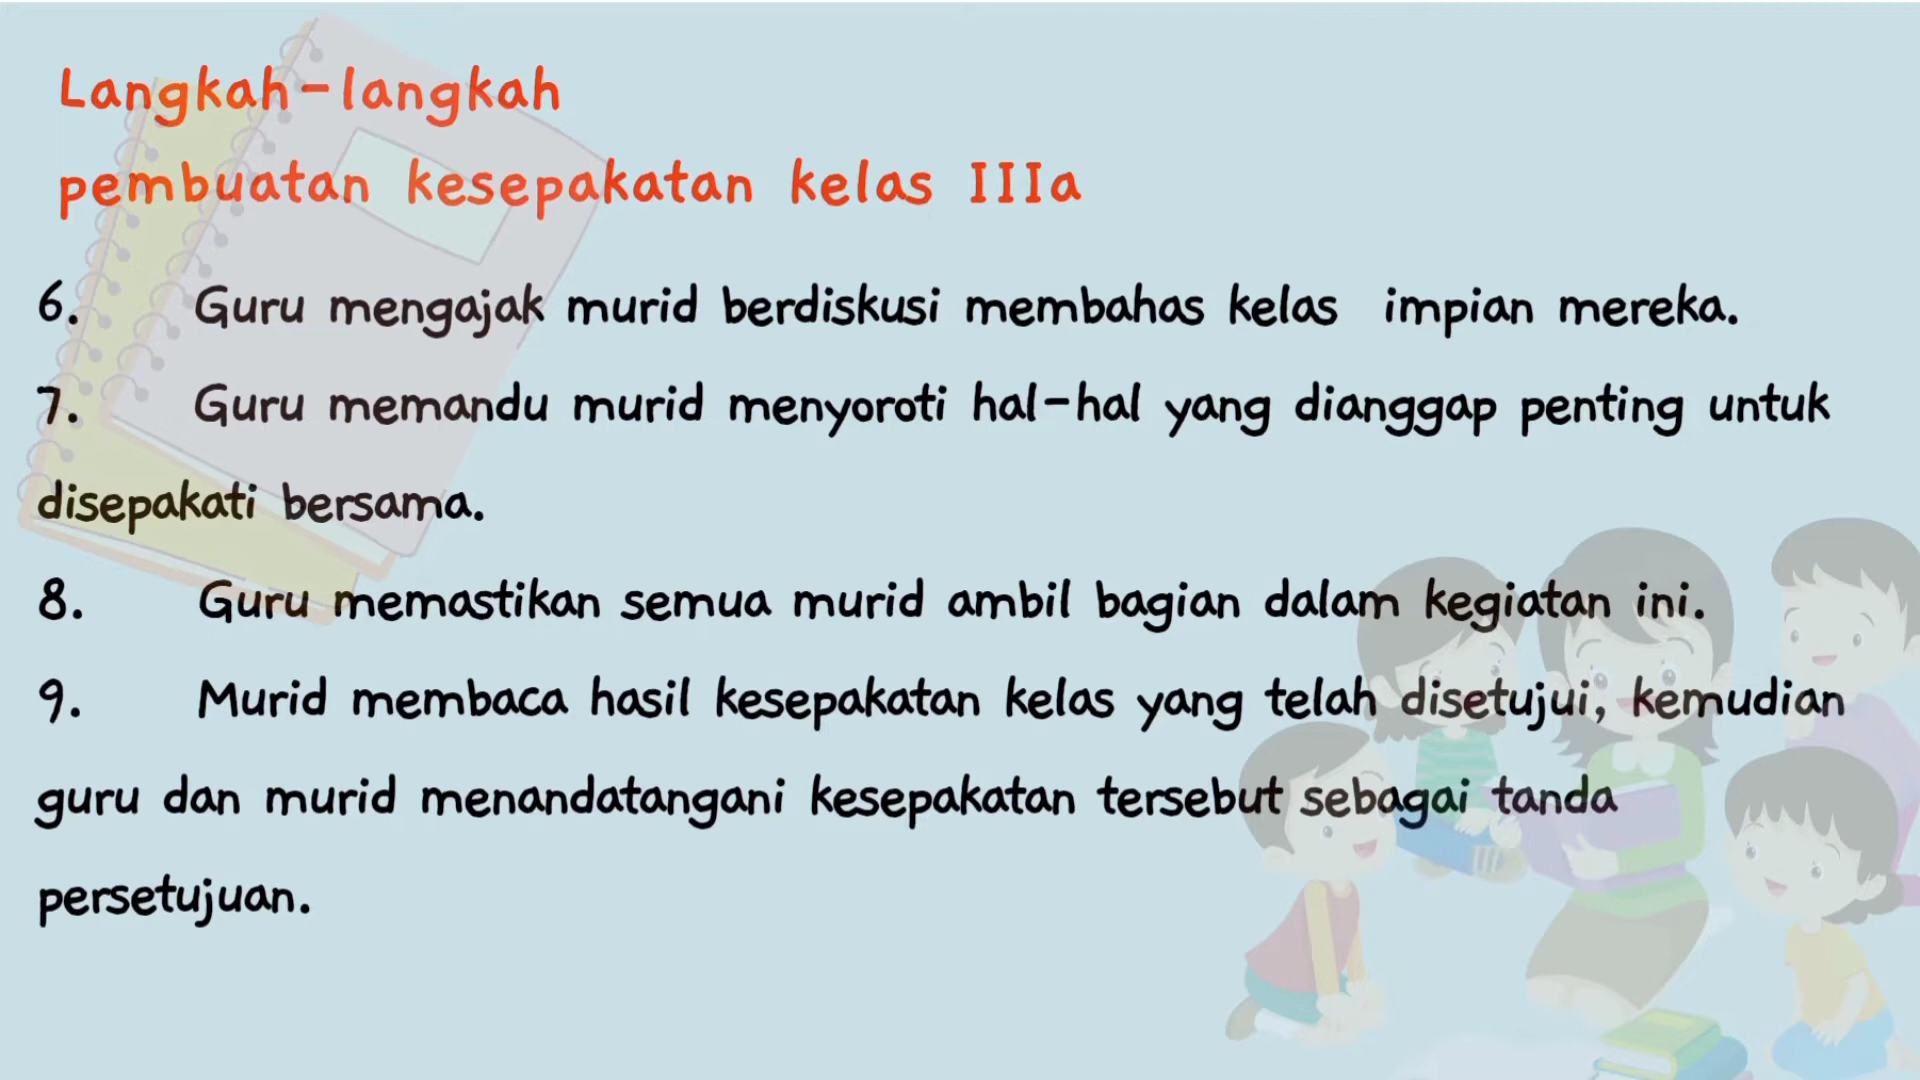 Langkah-langkah
pembuatan kesepakatan kelas IIIa
6. Guru mengajak murid berdiskusi membahas kelas impian mereka.
7. Guru memandu murid menyoroti hal-hal yang dianggap penting untuk
disepakati bersama.
8. Guru memastikan semua murid ambil bagian dalam kegiatan ini.
9. Murid membaca hasil kesepakatan kelas yang telah disetujui, kemudian
guru dan murid menandatangani kesepakatan tersebut sebagai tanda
persetujuan.